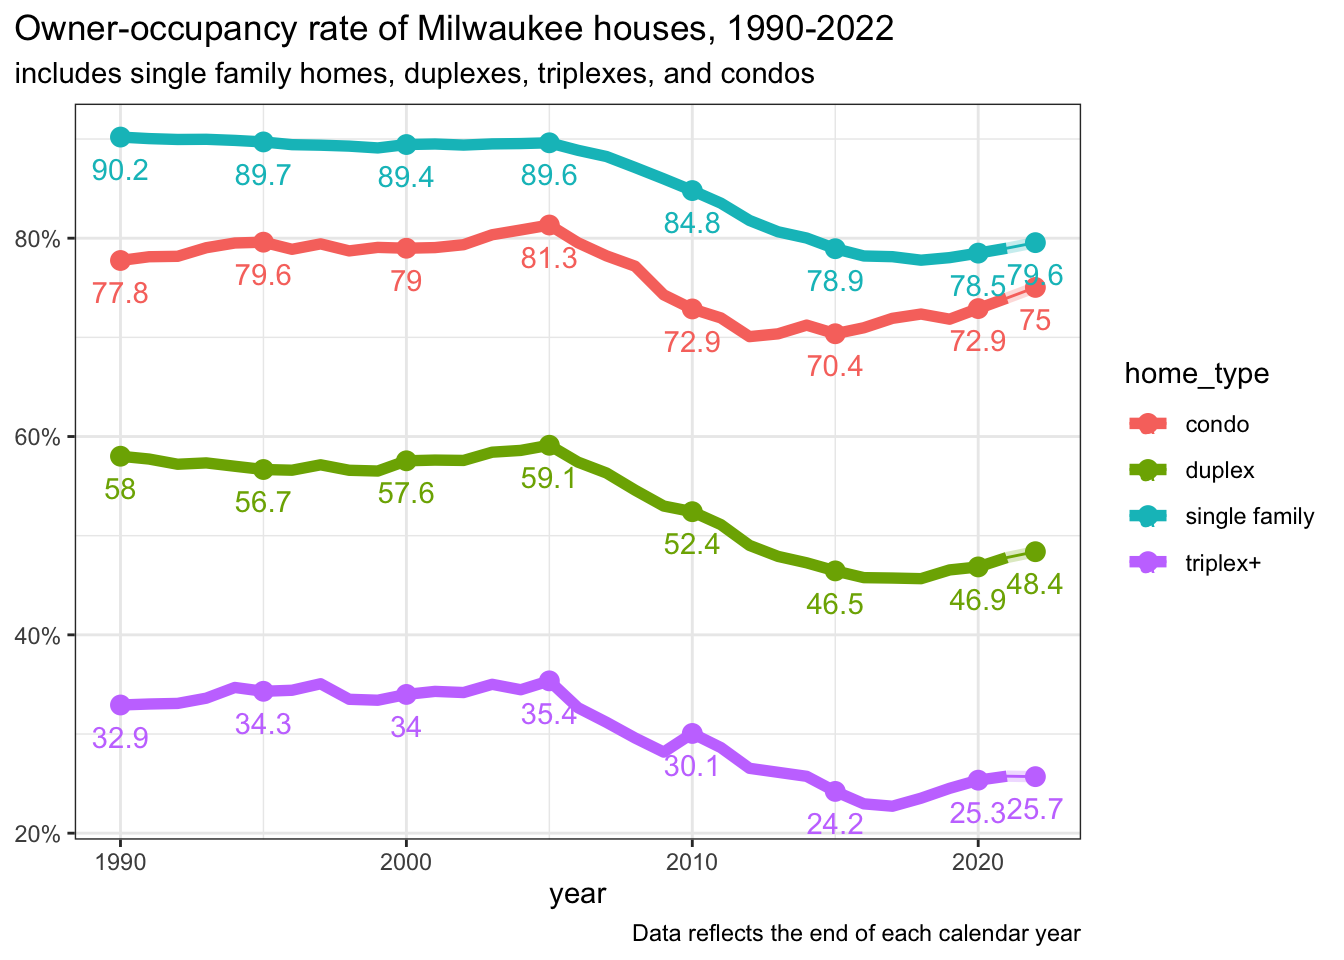 Owner-occupancy rate of Milwaukee houses, 1990-2022
includes single family homes, duplexes, triplexes, and condos
90.2 89.7 89.4 89.6 84.8 78.9 78.5 79.6
80%
77.8 79.6 79 81.3 72.9 70.4 72.9 75
60%
58 56.7 57.6 59.1 52.4 46.5 46.9 48.4
40%
32.9 34.3 34 35.4 30.1 24.2 25.3 25.7
20%
1990 2000 2010 2020
year
home_type
condo
duplex
single family
triplex+
Data reflects the end of each calendar year